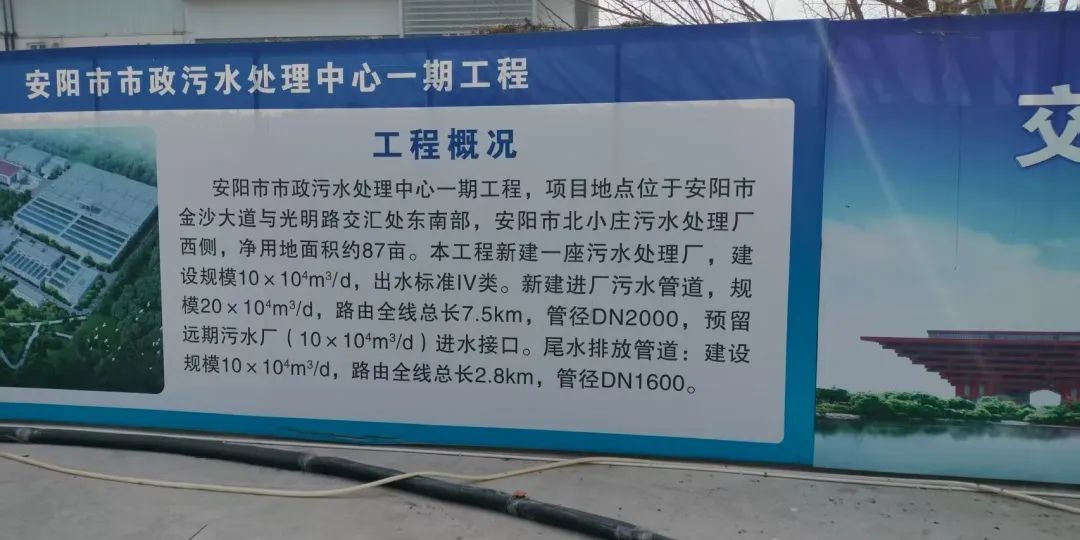 安阳市市政污水处理中心一期工程
工程概况
安阳市市政污水处理中心一期工程，项目地点位于安阳市
金沙大道与光明路交汇处东南部，安阳市北小庄污水处理厂
西侧，净用地面积约87亩。本工程新建一座污水处理厂，建
设规模10×10⁴m³/d，出水标准IV类。新建进厂污水管道，规
模20×10⁴m³/d，路由全线总长7.5km，管径DN2000，预留
远期污水厂（10×10⁴m³/d）进水接口。尾水排放管道：建设
规模10×10⁴m³/d，路由全线总长2.8km，管径DN1600。
交